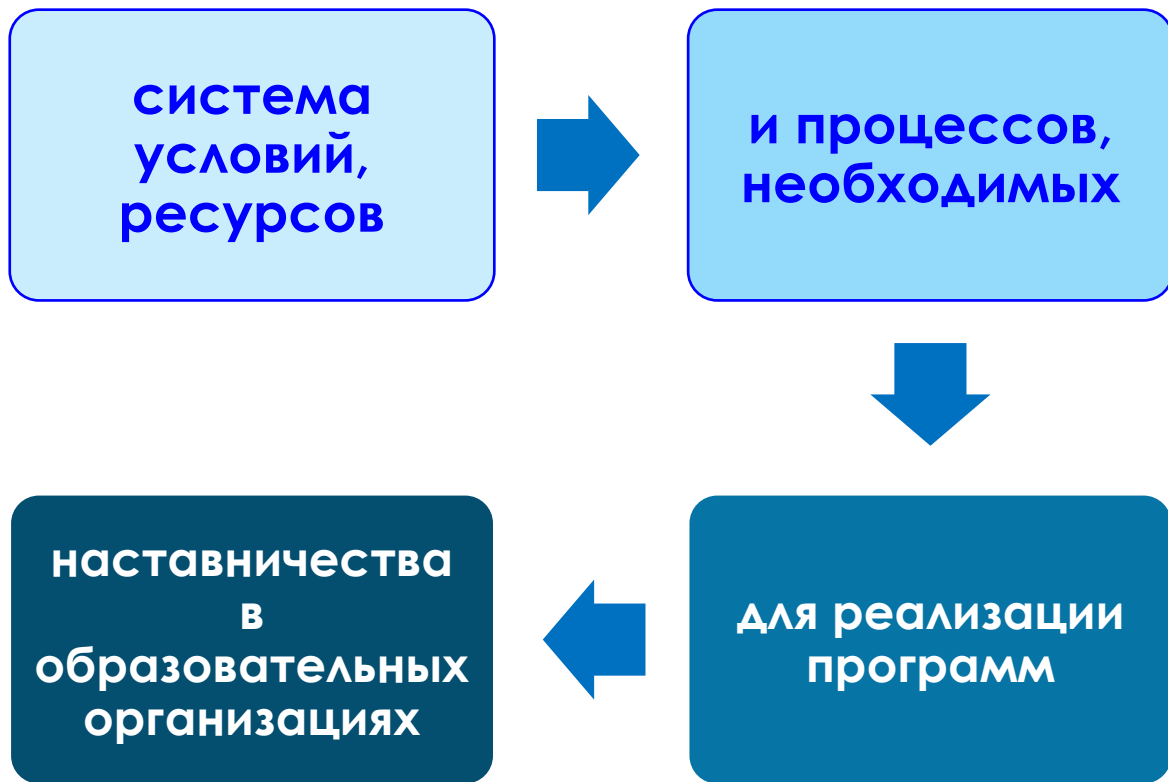 система
условий,
ресурсов
и процессов,
необходимых
для реализации
программ
наставничества
в
образовательных
организациях